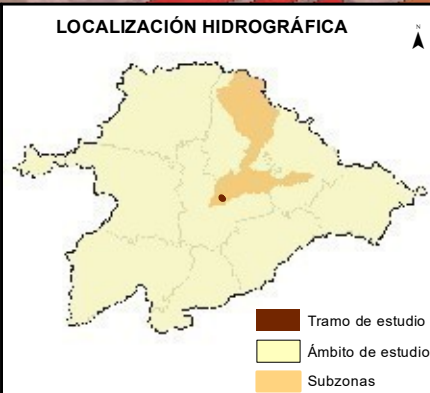 LOCALIZACIÓN HIDROGRÁFICA
N
Tramo de estudio
Ámbito de estudio
Subzonas